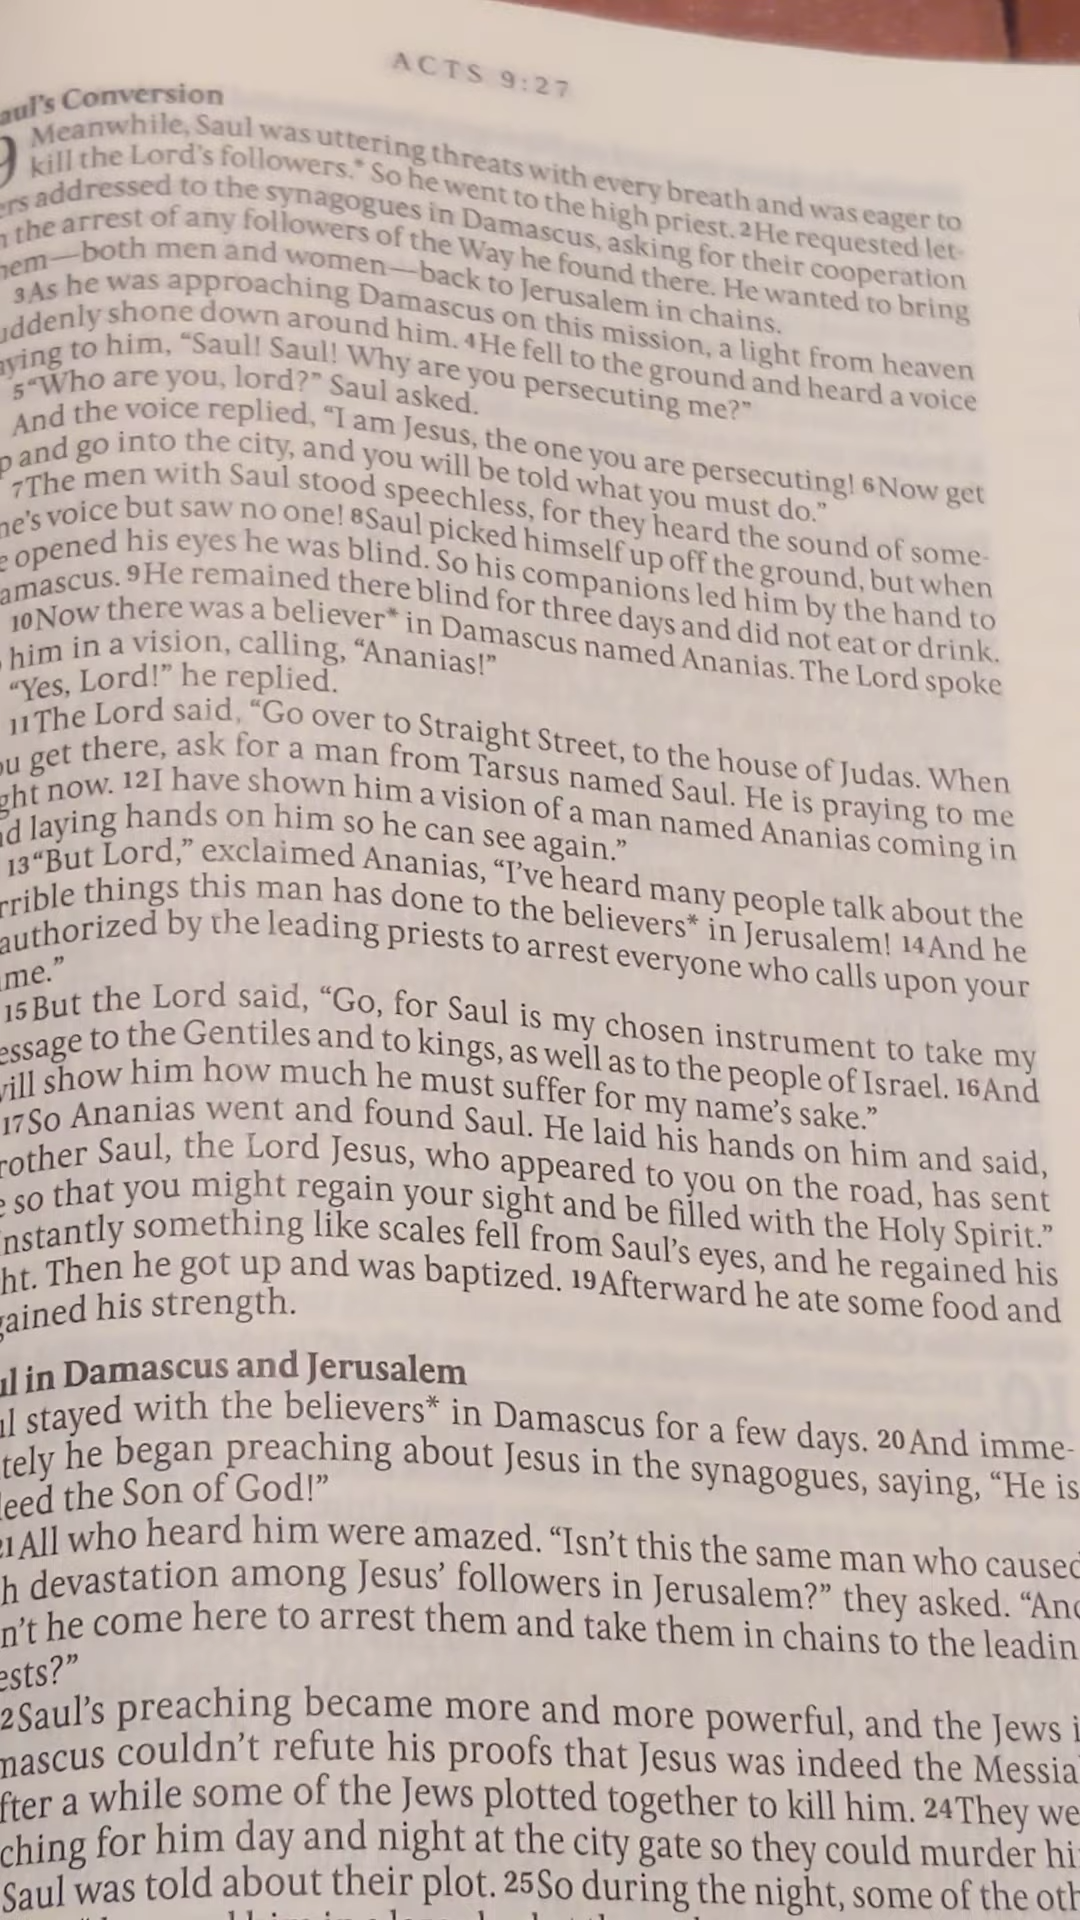 ACTS 9:27
aul's Conversion
9 Meanwhile, Saul was uttering threats with every breath and was eager to
kill the Lord's followers.* So he went to the high priest. 2He requested let-
ers addressed to the synagogues in Damascus, asking for their cooperation
the arrest of any followers of the Way he found there. He wanted to bring
hem—both men and women—back to Jerusalem in chains.
3As he was approaching Damascus on this mission, a light from heaven
uddenly shone down around him. 4He fell to the ground and heard a voice
aying to him, “Saul! Saul! Why are you persecuting me?”
5“Who are you, lord?” Saul asked.
And the voice replied, “I am Jesus, the one you are persecuting! 6Now get
p and go into the city, and you will be told what you must do.”
7The men with Saul stood speechless, for they heard the sound of some-
ne's voice but saw no one! 8Saul picked himself up off the ground, but when
e opened his eyes he was blind. So his companions led him by the hand to
amascus. 9He remained there blind for three days and did not eat or drink.
10Now there was a believer* in Damascus named Ananias. The Lord spoke
him in a vision, calling, “Ananias!”
“Yes, Lord!” he replied.
11The Lord said, “Go over to Straight Street, to the house of Judas. When
ou get there, ask for a man from Tarsus named Saul. He is praying to me
ght now. 12I have shown him a vision of a man named Ananias coming in
nd laying hands on him so he can see again.”
13“But Lord,” exclaimed Ananias, “I've heard many people talk about the
rrible things this man has done to the believers* in Jerusalem! 14And he
authorized by the leading priests to arrest everyone who calls upon your
me.”
15But the Lord said, “Go, for Saul is my chosen instrument to take my
essage to the Gentiles and to kings, as well as to the people of Israel. 16And
will show him how much he must suffer for my name's sake.”
17So Ananias went and found Saul. He laid his hands on him and said,
rother Saul, the Lord Jesus, who appeared to you on the road, has sent
e so that you might regain your sight and be filled with the Holy Spirit.”
nstantly something like scales fell from Saul's eyes, and he regained his
ht. Then he got up and was baptized. 19Afterward he ate some food and
gained his strength.
ul in Damascus and Jerusalem
ul stayed with the believers* in Damascus for a few days. 20And imme-
tely he began preaching about Jesus in the synagogues, saying, “He is
eed the Son of God!”
21All who heard him were amazed. “Isn't this the same man who caused
h devastation among Jesus' followers in Jerusalem?” they asked. “And
n't he come here to arrest them and take them in chains to the leadin
ests?”
2Saul's preaching became more and more powerful, and the Jews i
mascus couldn't refute his proofs that Jesus was indeed the Messia
fter a while some of the Jews plotted together to kill him. 24They we
ching for him day and night at the city gate so they could murder hi
Saul was told about their plot. 25So during the night, some of the oth